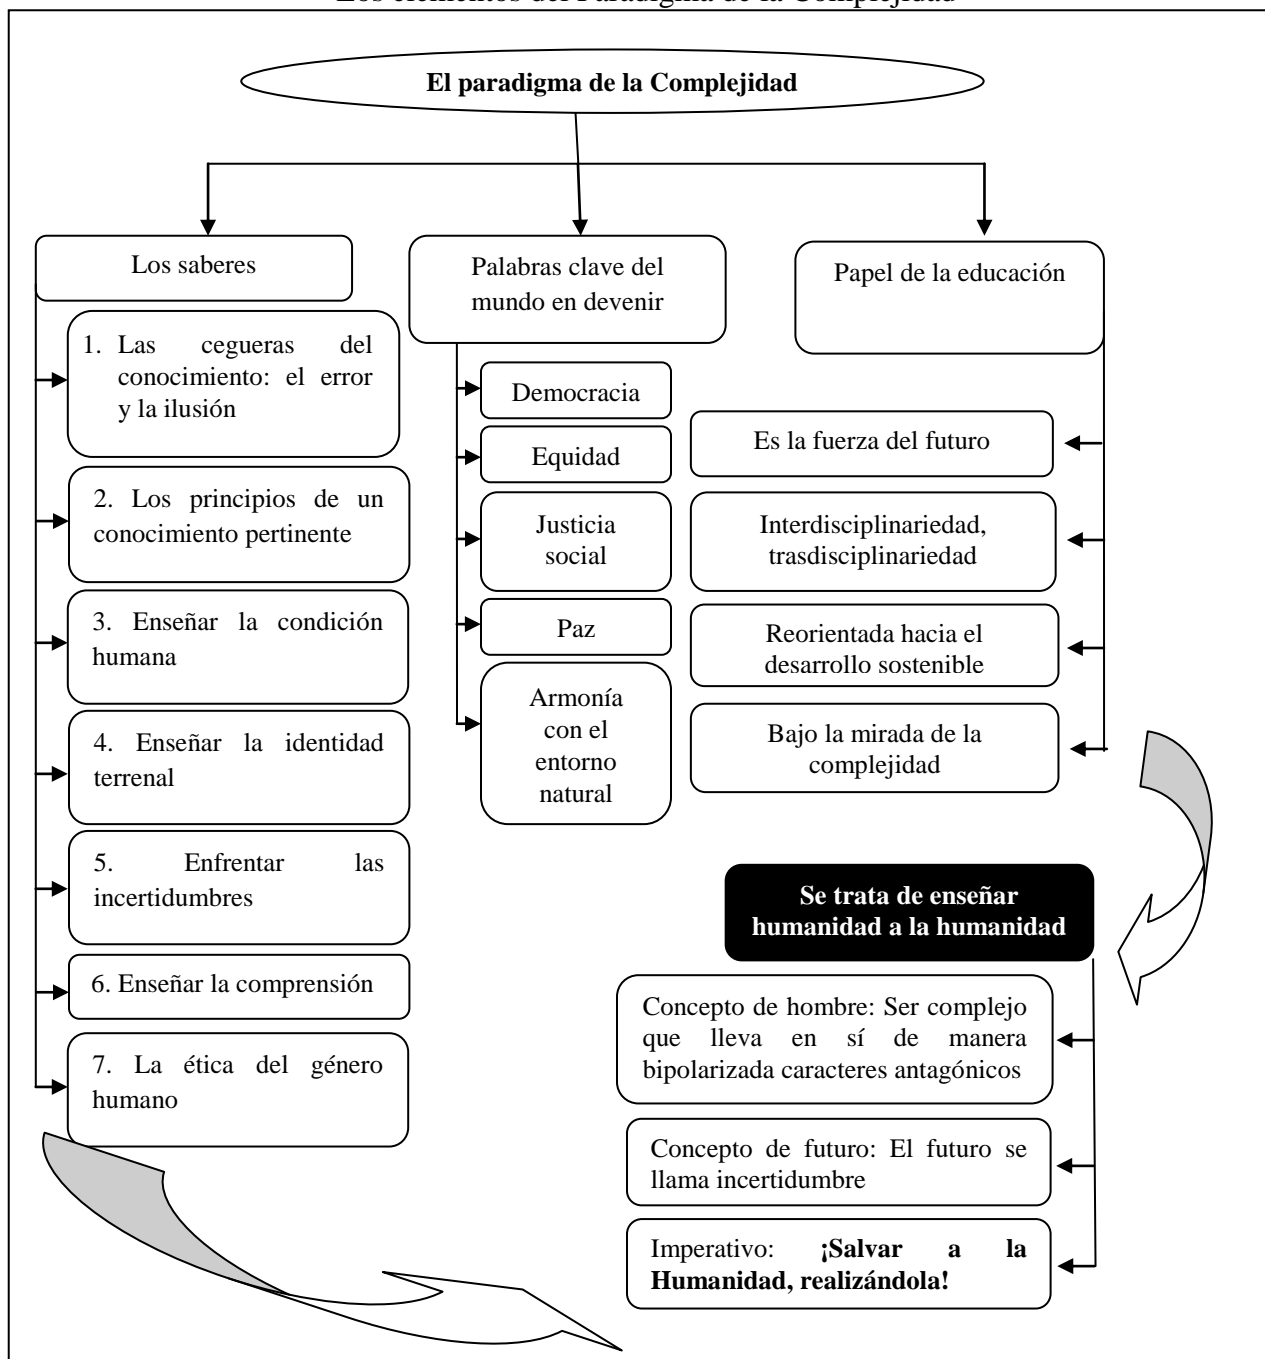 Los elementos del Paradigma de la Complejidad
El paradigma de la Complejidad
Los saberes
1. Las cegueras del
conocimiento: el error
y la ilusión
2. Los principios de un
conocimiento pertinente
3. Enseñar la condición
humana
4. Enseñar la identidad
terrenal
5. Enfrentar las
incertidumbres
6. Enseñar la comprensión
7. La ética del género
humano
Palabras clave del
mundo en devenir
Democracia
Equidad
Justicia
social
Paz
Armonía
con el
entorno
natural
Papel de la educación
Es la fuerza del futuro
Interdisciplinariedad,
trasdisciplinariedad
Reorientada hacia el
desarrollo sostenible
Bajo la mirada de la
complejidad
Se trata de enseñar
humanidad a la humanidad
Concepto de hombre: Ser complejo
que lleva en sí de manera
bipolarizada caracteres antagónicos
Concepto de futuro: El futuro se
llama incertidumbre
Imperativo: ¡Salvar a la
Humanidad, realizándola!